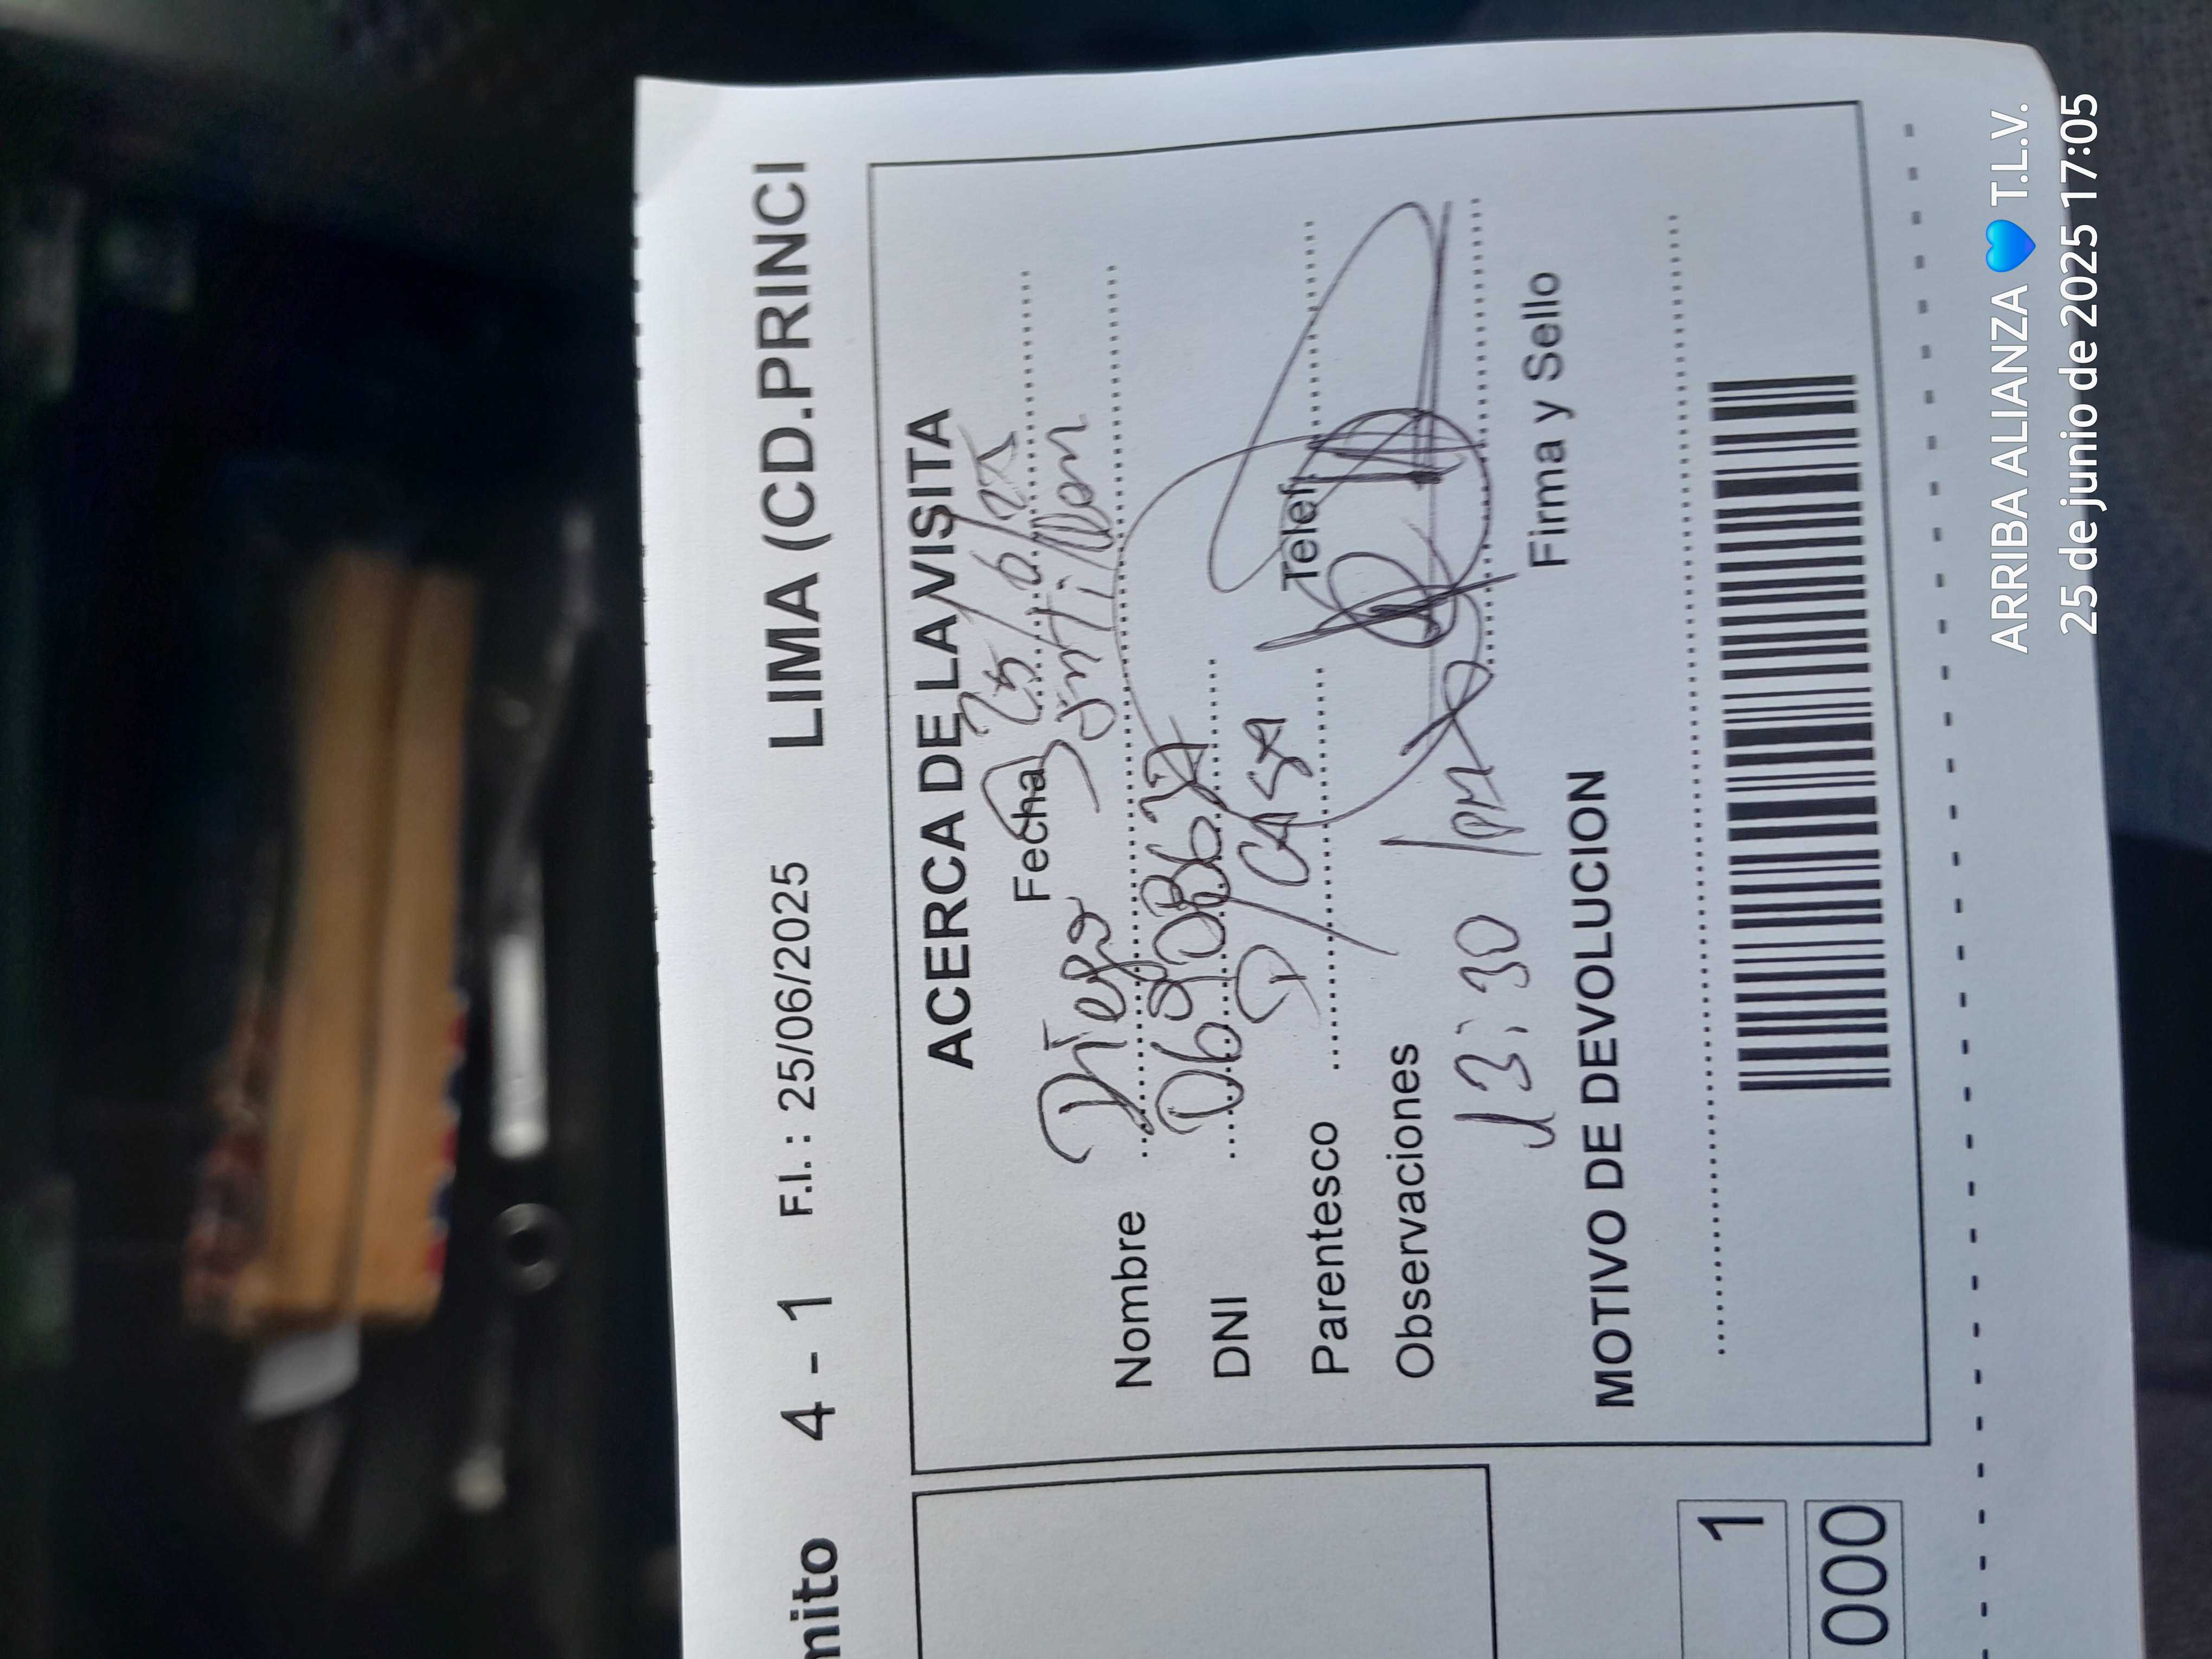 mito 4 - 1 F.I. : 25/06/2025 LIMA (CD.PRINCI
ACERCA DE LA VISITA
Fecha 25/6/25
Nombre Diego
DNI
Parentesco D/CASA Telef.
Observaciones
13:30 pm
Firma y Sello
MOTIVO DE DEVOLUCION
1
000
ARRIBA ALIANZA 💙 T.L.V.
25 de junio de 2025 17:05